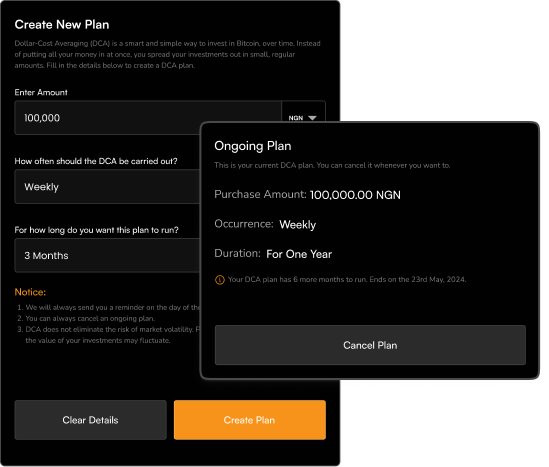 Create New Plan
Dollar-Cost Averaging (DCA) is a smart and simple way to invest in Bitcoin, over time. Instead
of putting all your money in at once, you spread your investments out in small, regular
amounts. Fill in the details below to create a DCA plan.
Enter Amount
100,000
NGN
How often should the DCA be carried out?
Weekly
For how long do you want this plan to run?
3 Months
Notice:
1. We will always send you a reminder on the day of the
2. You can always cancel an ongoing plan.
3. DCA does not eliminate the risk of market volatility.
the value of your investments may fluctuate.
Clear Details
Create Plan
Ongoing Plan
This is your current DCA plan. You can cancel it whenever you want to.
Purchase Amount: 100,000.00 NGN
Occurrence: Weekly
Duration: For One Year
Your DCA plan has 6 more months to run. Ends on the 23rd May, 2024.
Cancel Plan